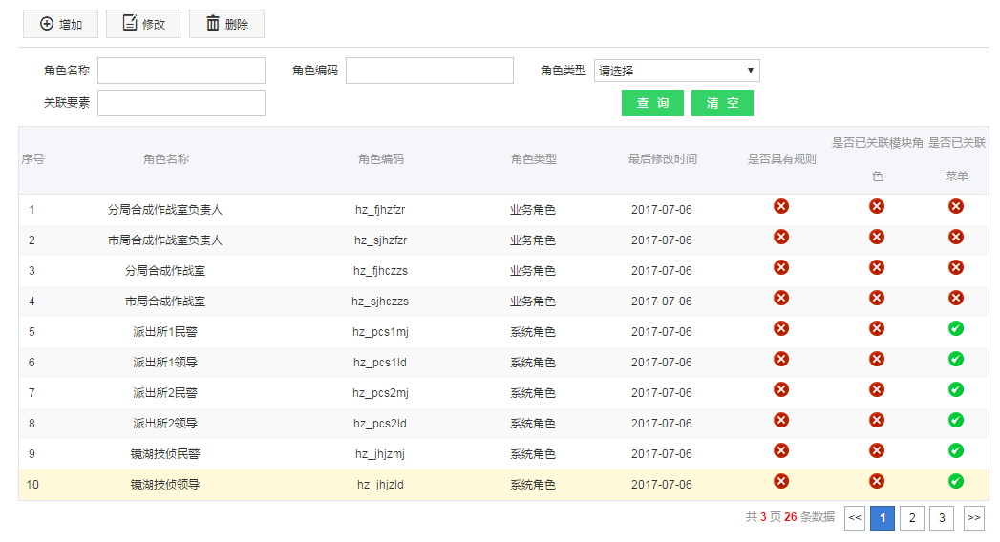 增加 修改 删除
角色名称 角色编码 角色类型 请选择
关联要素 查 询 清 空
序号 角色名称 角色编码 角色类型 最后修改时间 是否具有规则 是否已关联模块角色 是否已关联菜单
1 分局合成作战室负责人 hz_fjhzfzr 业务角色 2017-07-06
2 市局合成作战室负责人 hz_sjhzfzr 业务角色 2017-07-06
3 分局合成作战室 hz_fjhczzs 业务角色 2017-07-06
4 市局合成作战室 hz_sjhczzs 业务角色 2017-07-06
5 派出所1民警 hz_pcs1mj 系统角色 2017-07-06
6 派出所1领导 hz_pcs1ld 系统角色 2017-07-06
7 派出所2民警 hz_pcs2mj 系统角色 2017-07-06
8 派出所2领导 hz_pcs2ld 系统角色 2017-07-06
9 镜湖技侦民警 hz_jhjzmj 系统角色 2017-07-06
10 镜湖技侦领导 hz_jhjzld 系统角色 2017-07-06
共 3 页 26 条数据 << 1 2 3 >>